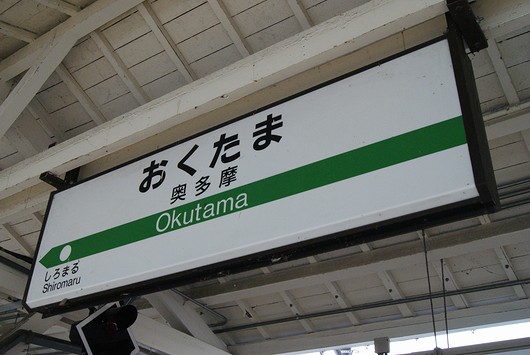 おくたま
奥多摩
Okutama
しろまる
Shiromaru